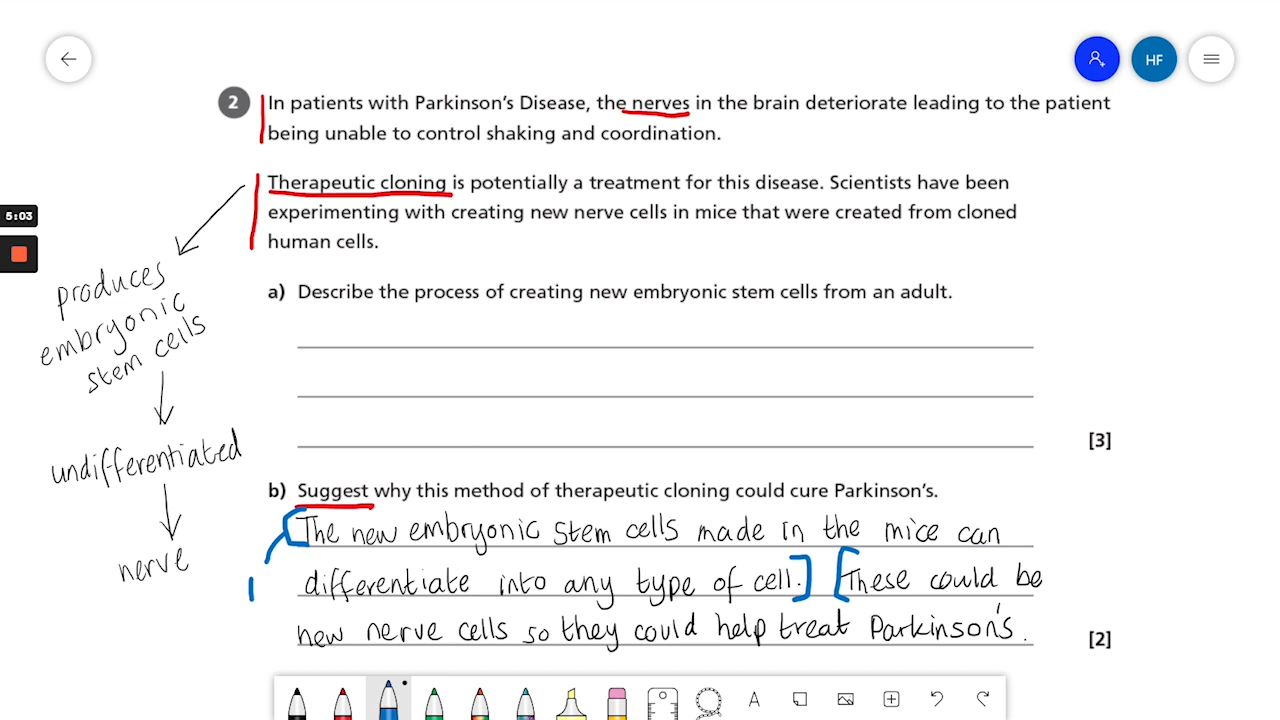 HF
2 In patients with Parkinson's Disease, the nerves in the brain deteriorate leading to the patient
being unable to control shaking and coordination.
Therapeutic cloning is potentially a treatment for this disease. Scientists have been
experimenting with creating new nerve cells in mice that were created from cloned
human cells.
5:03
produces
embryonic
stem cells
undifferentiated
nerve
a) Describe the process of creating new embryonic stem cells from an adult.
[3]
b) Suggest why this method of therapeutic cloning could cure Parkinson's.
The new embryonic stem cells made in the mice can
1 differentiate into any type of cell. These could be
new nerve cells so they could help treat Parkinson's. [2]
A